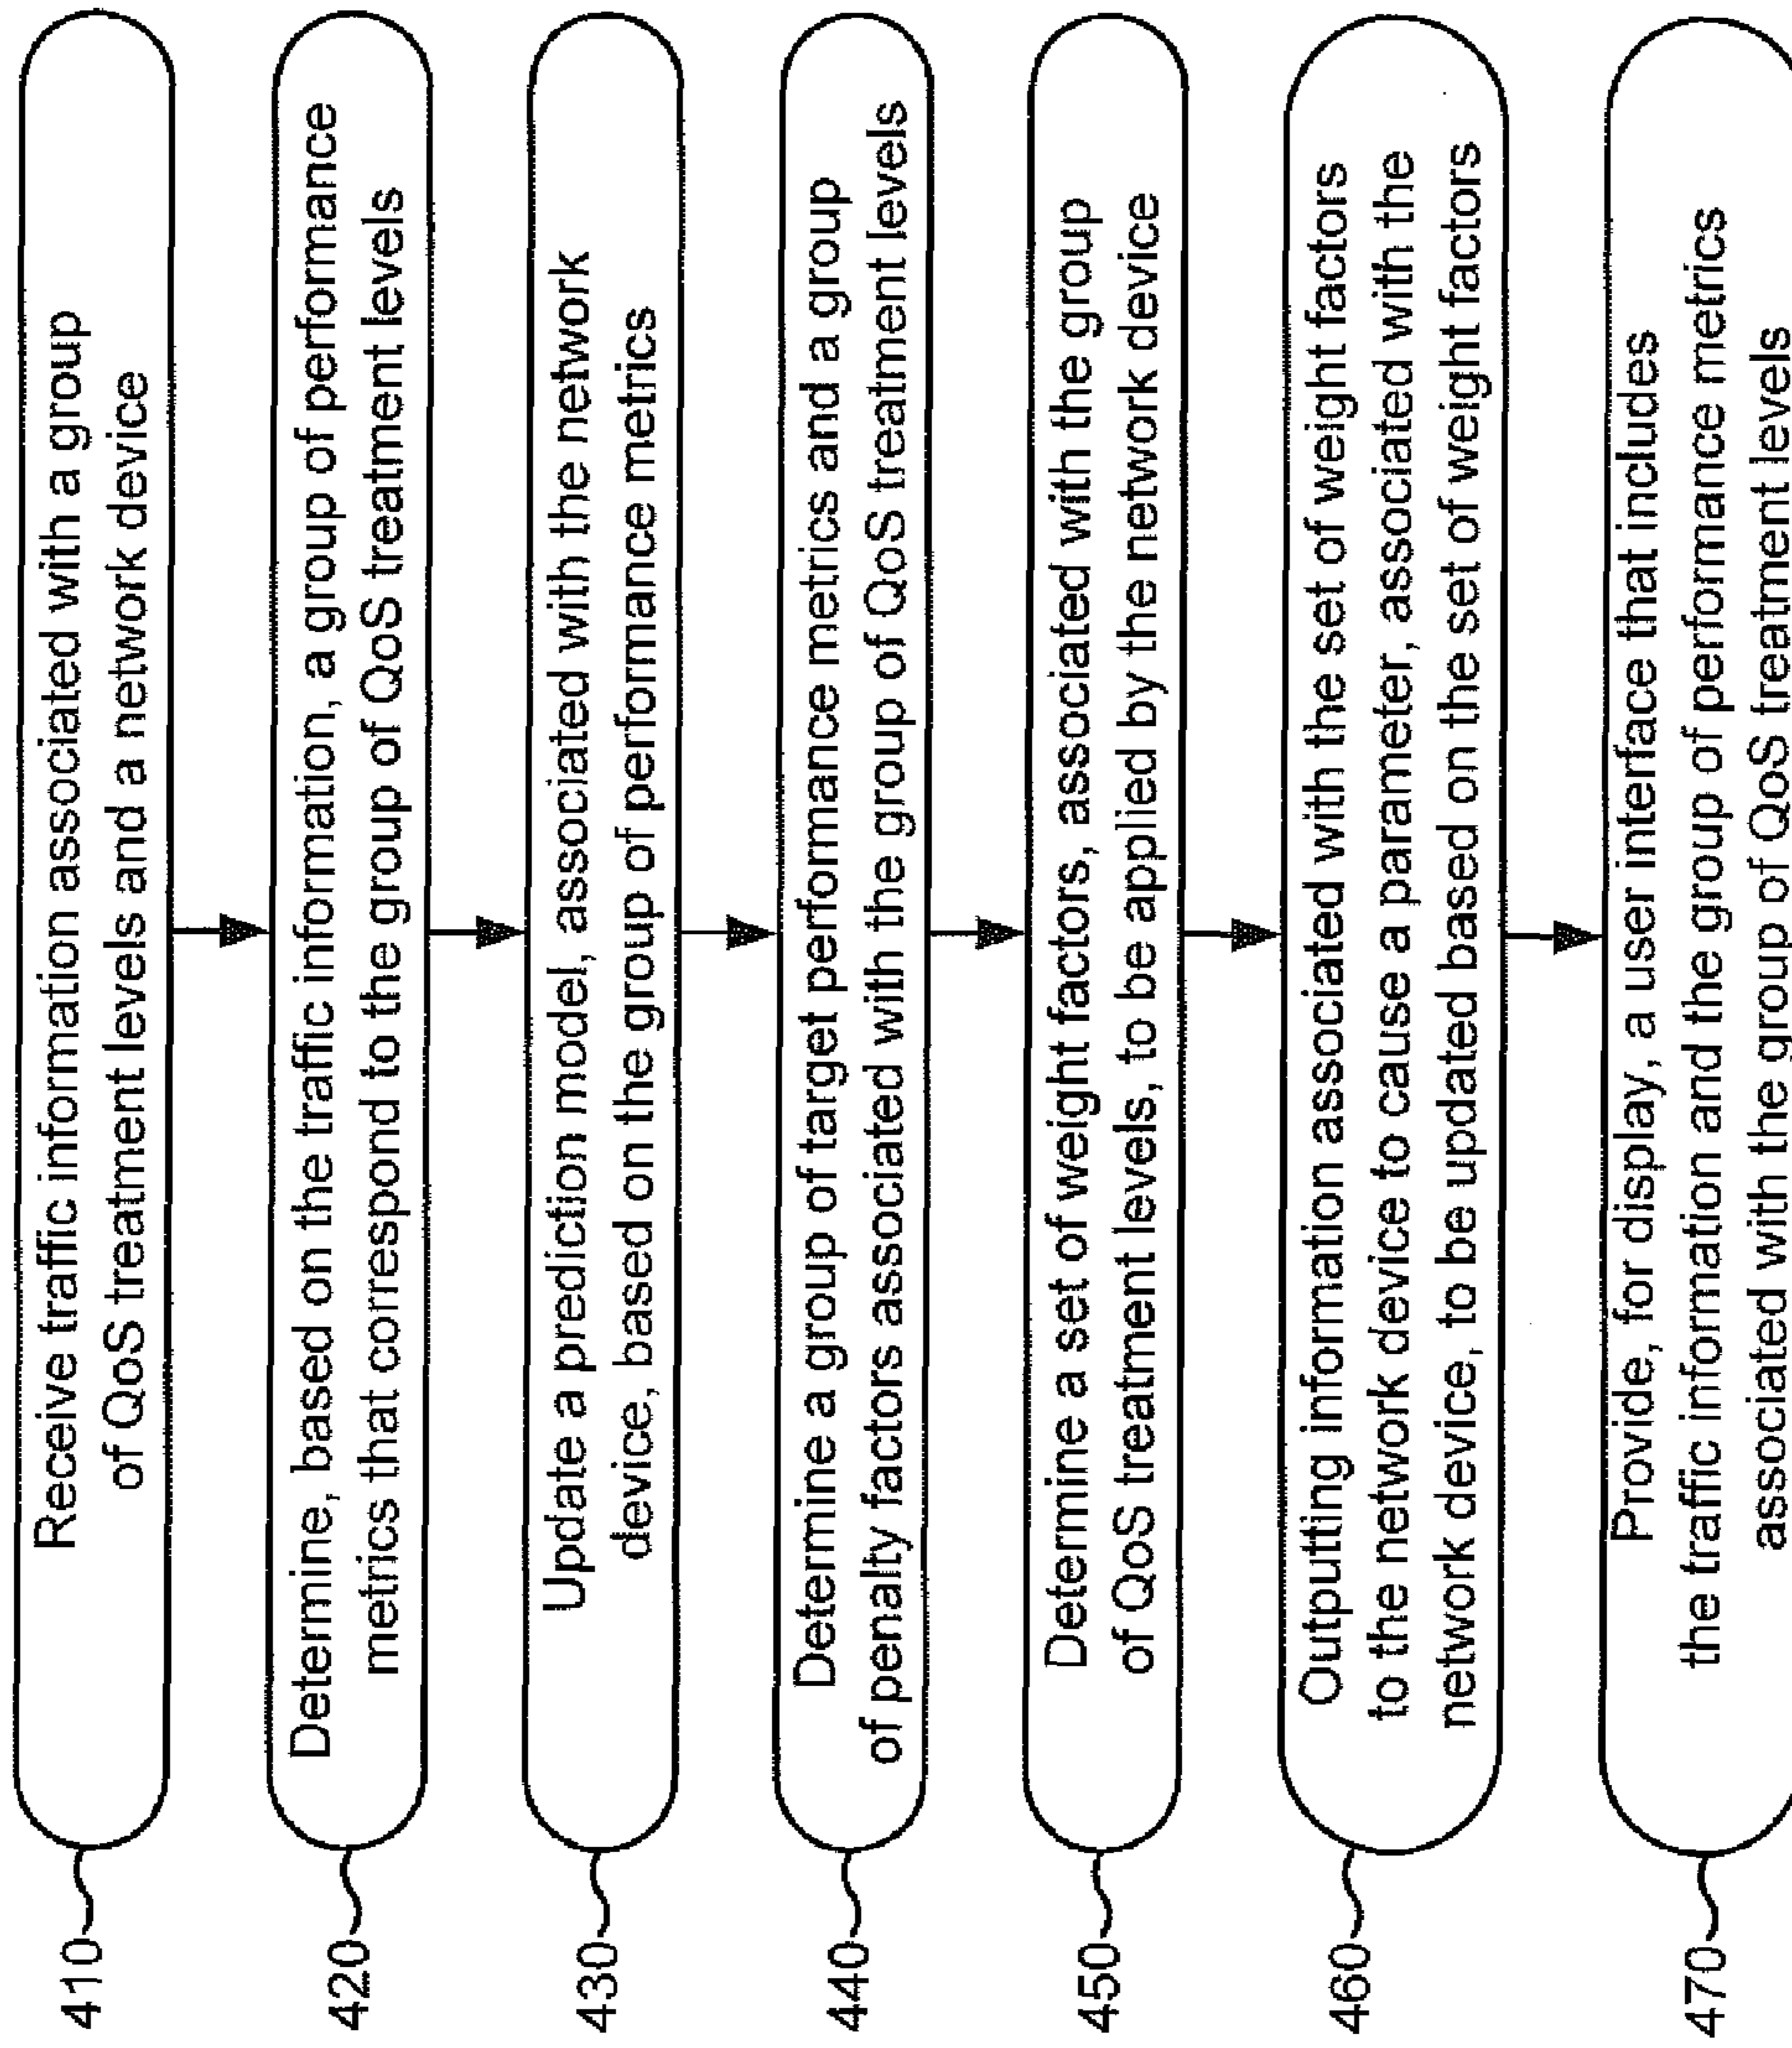 410
Receive traffic information associated with a group
of QoS treatment levels and a network device
420
Determine, based on the traffic information, a group of performance
metrics that correspond to the group of QoS treatment levels
430
Update a prediction model, associated with the network
device, based on the group of performance metrics
440
Determine a group of target performance metrics and a group
of penalty factors associated with the group of QoS treatment levels
450
Determine a set of weight factors, associated with the group
of QoS treatment levels, to be applied by the network device
460
Outputing information associated with the set of weight factors
to the network device to cause a parameter, associated with the
network device, to be updated based on the set of weight factors
470
Provide, for display, a user interface that includes
the traffic information and the group of performance metrics
associated with the group of QoS treatment levels